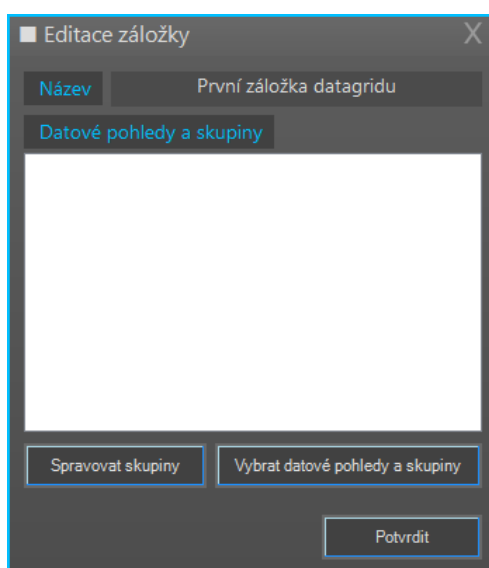 Editace záložky X
Název První záložka datagridu
Datové pohledy a skupiny
Spravovat skupiny Vybrat datové pohledy a skupiny
Potvrdit